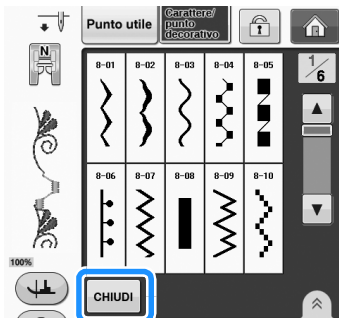 Punto utile
Carattere/
punto
decorativo
N
8-01 8-02 8-03 8-04 8-05
1/6
8-06 8-07 8-08 8-09 8-10
100%
CHIUDI